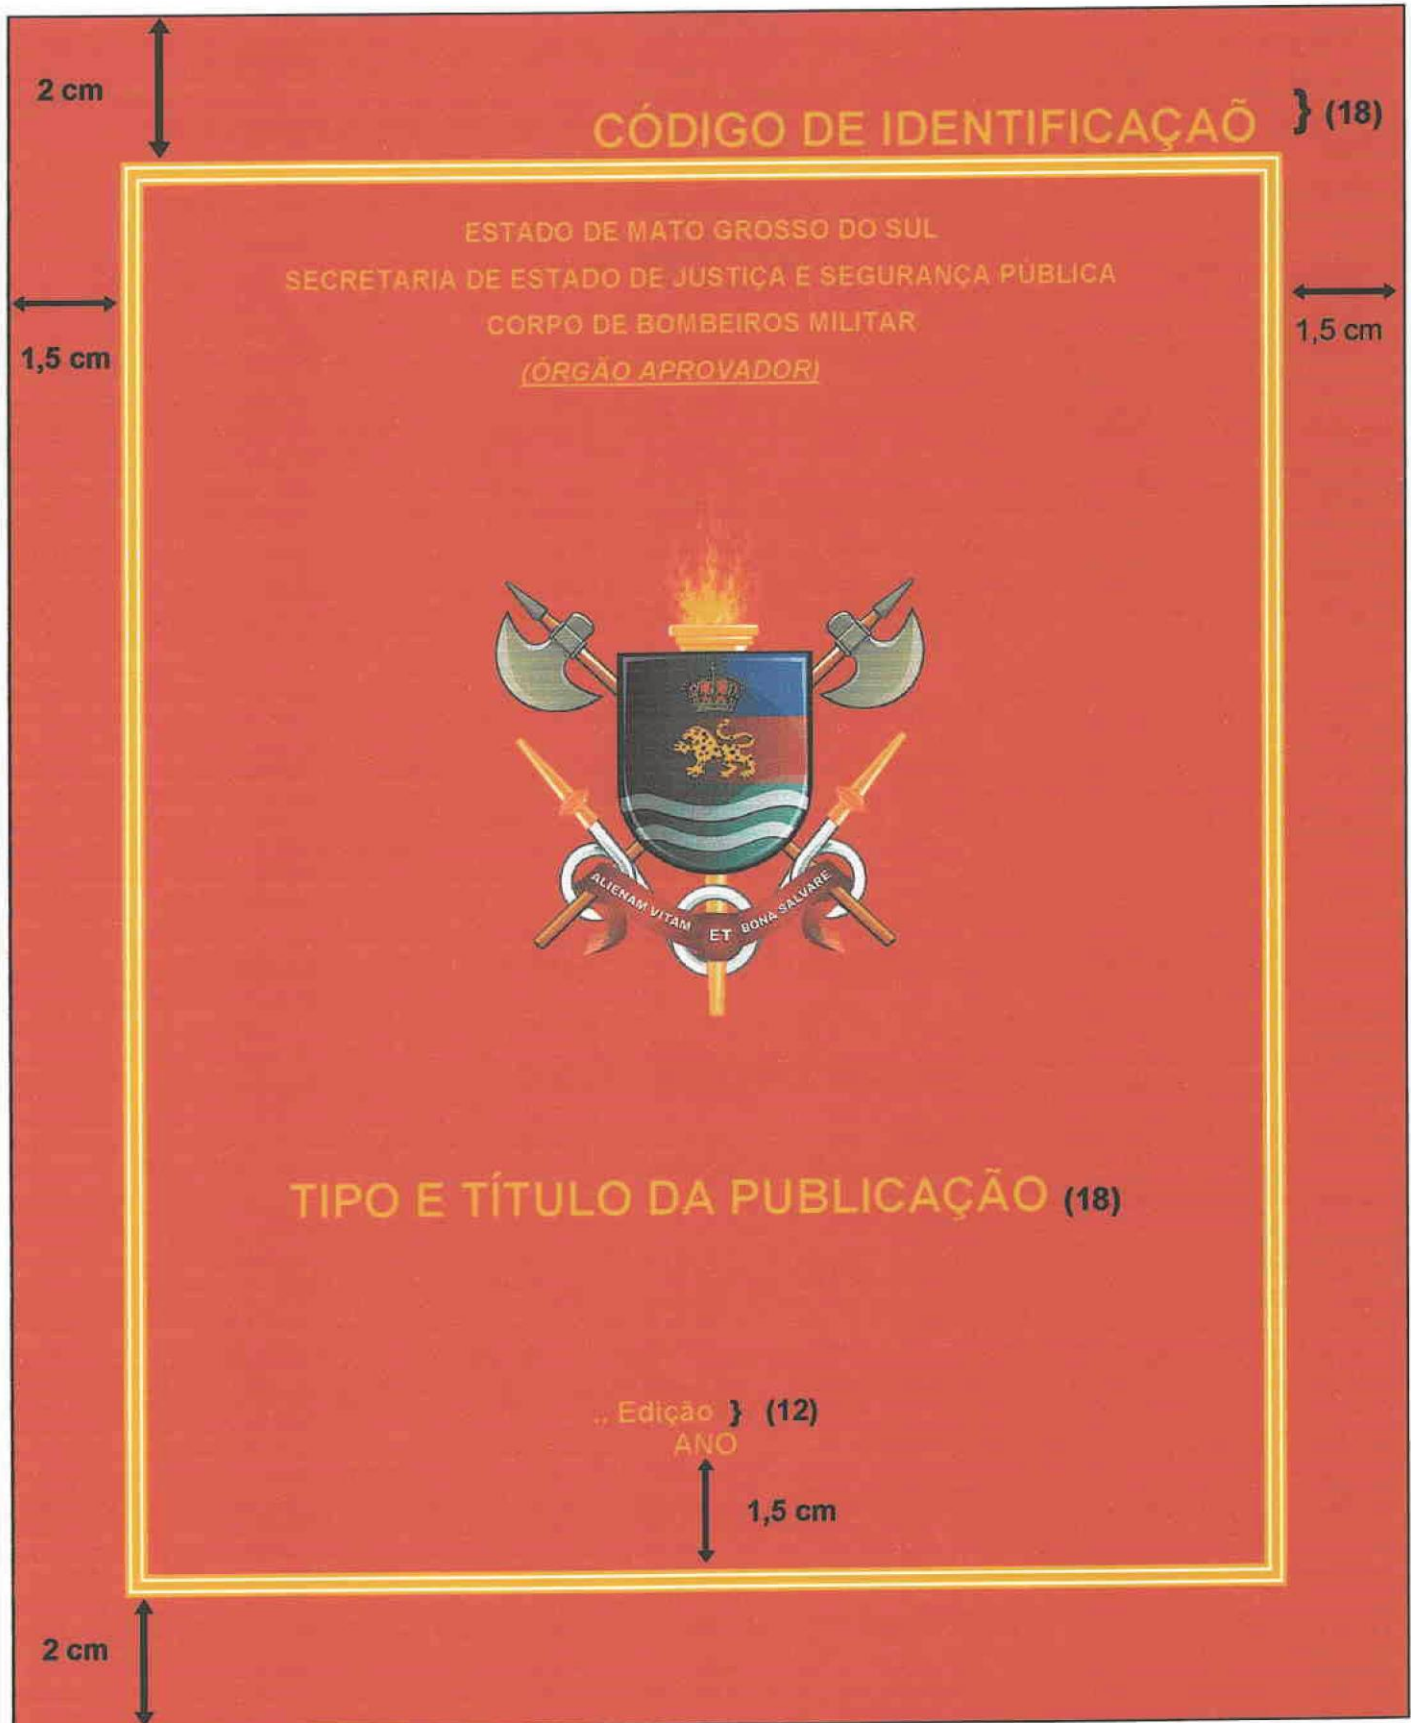 2 cm
CÓDIGO DE IDENTIFICAÇAÕ } (18)
ESTADO DE MATO GROSSO DO SUL
SECRETARIA DE ESTADO DE JUSTIÇA E SEGURANÇA PÚBLICA
CORPO DE BOMBEIROS MILITAR
(ÓRGÃO APROVADOR)
1,5 cm
1,5 cm
ALIENAM VITAM ET BONA SALVARE
TIPO E TÍTULO DA PUBLICAÇÃO (18)
.. Edição } (12)
ANO
1,5 cm
2 cm